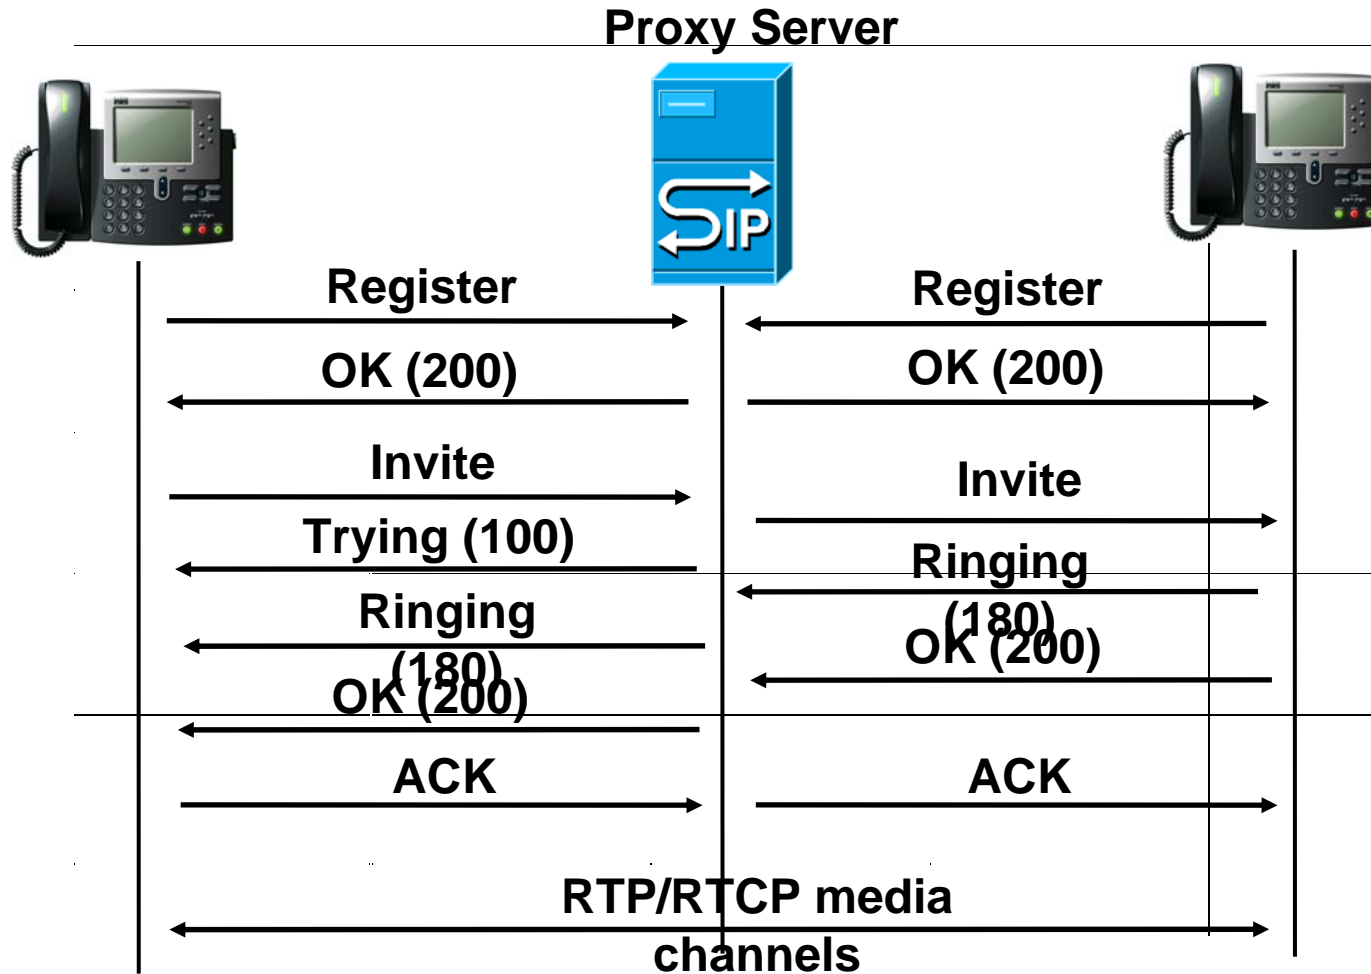 Proxy Server
SIP
Register
Register
OK (200)
OK (200)
Invite
Invite
Trying (100)
Ringing
(180)
Ringing
(180)
OK (200)
OK (200)
ACK
ACK
RTP/RTCP media
channels